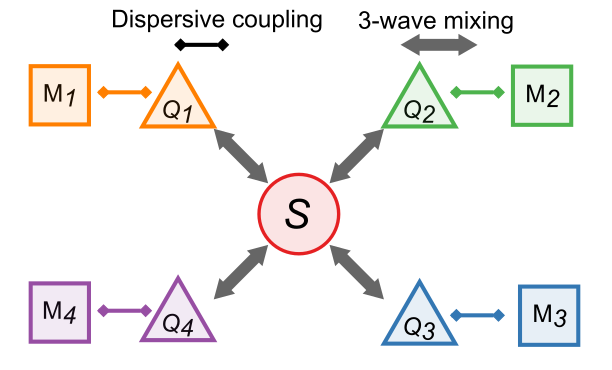 Dispersive coupling
3-wave mixing
M1
Q1
Q2
M2
S
M4
Q4
Q3
M3